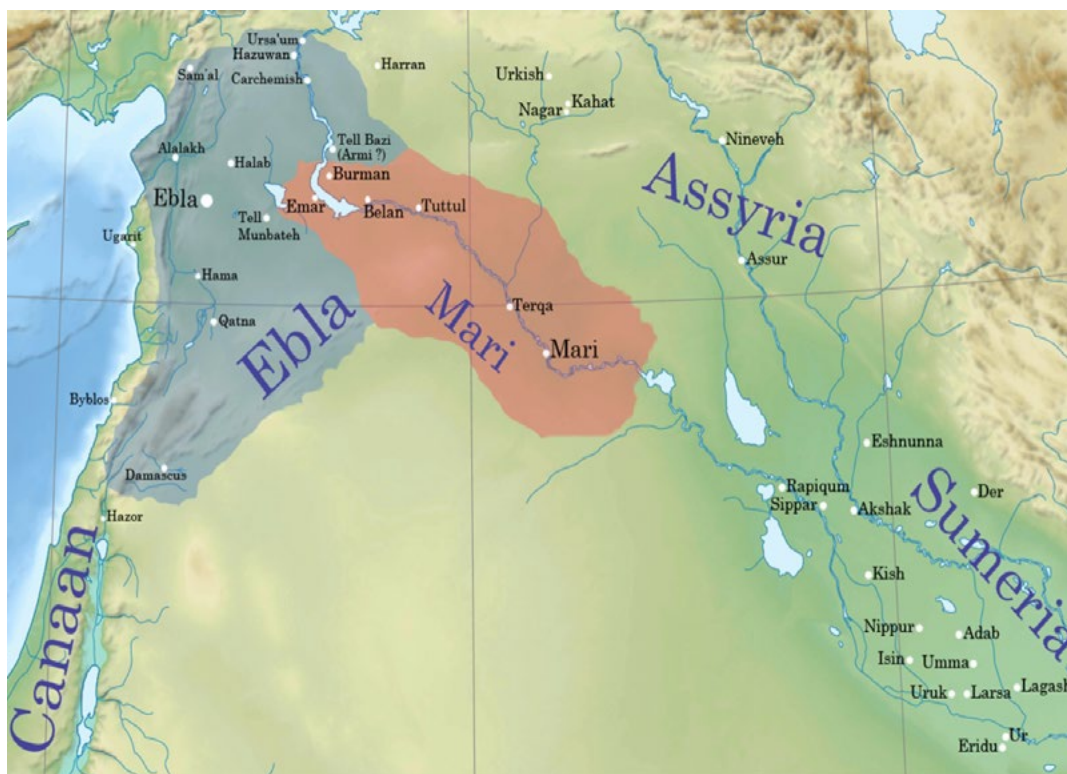 Ursa'um
Hazuwan
Sam'al
Carchemish
Harran
Urkish
Kahat
Nagar
Nineveh
Tell Bazi
(Armi ?)
Alalakh
Halab
Burman
Assyria
Ebla
Emar
Belan
Tuttul
Tell
Munbateh
Ugarit
Assur
Hama
Ebla
Mari
Terqa
Qatna
Mari
Byblos
Eshnunna
Damascus
Rapiqum
Der
Sippar
Akshak
Hazor
Sumeria
Canaan
Kish
Nippur
Adab
Isin
Umma
Uruk
Larsa
Lagash
Ur
Eridu